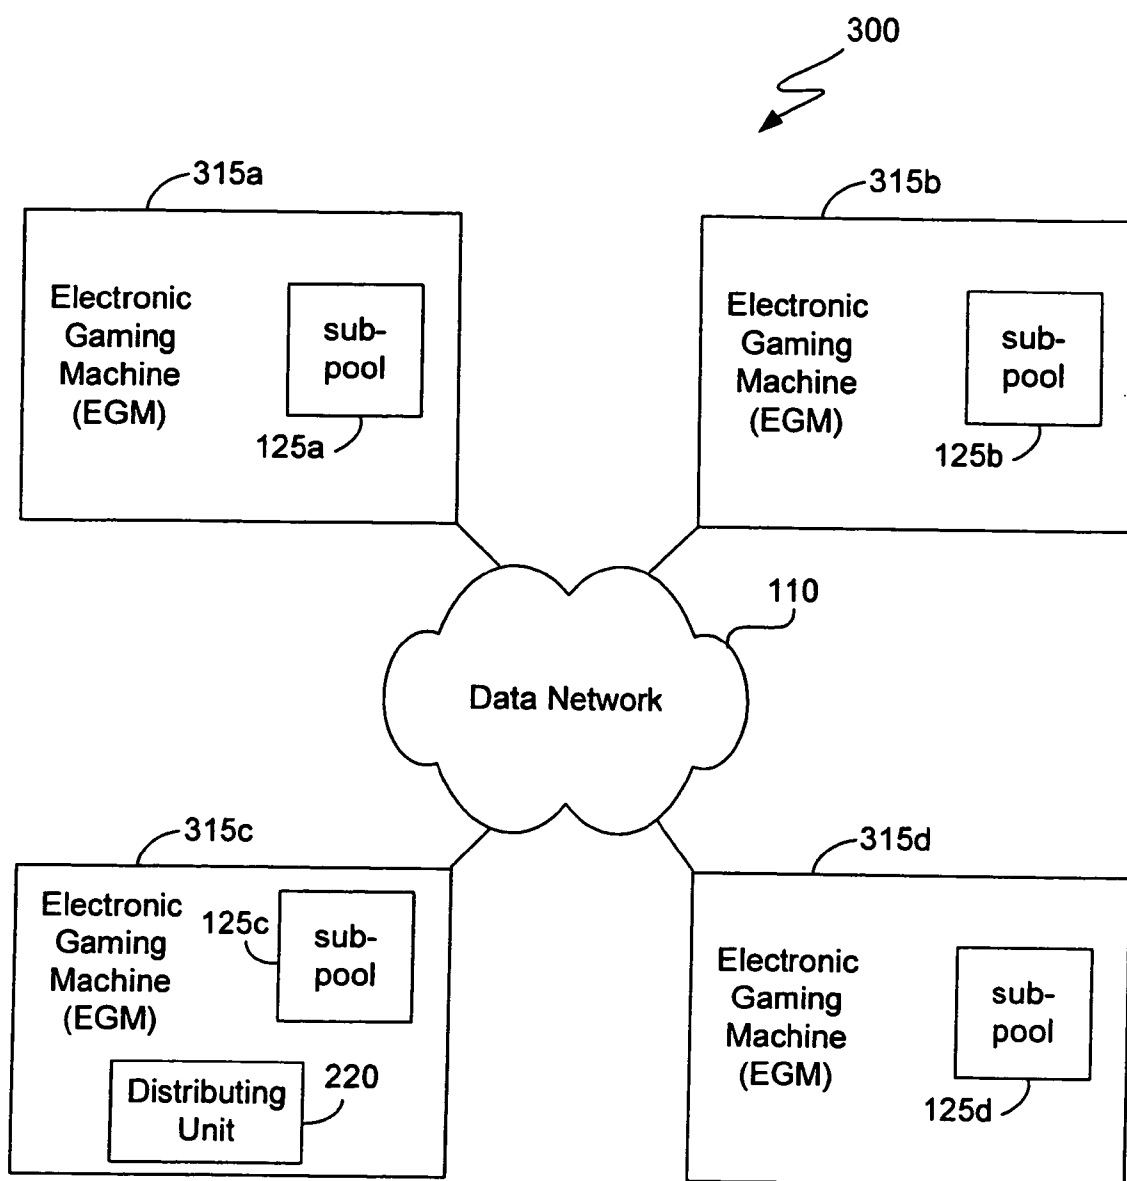 300
315a
Electronic
Gaming
Machine
(EGM)
sub-
pool
125a
315b
Electronic
Gaming
Machine
(EGM)
sub-
pool
125b
110
Data Network
315c
Electronic
Gaming
Machine
(EGM)
125c
sub-
pool
Distributing
Unit
220
315d
Electronic
Gaming
Machine
(EGM)
sub-
pool
125d